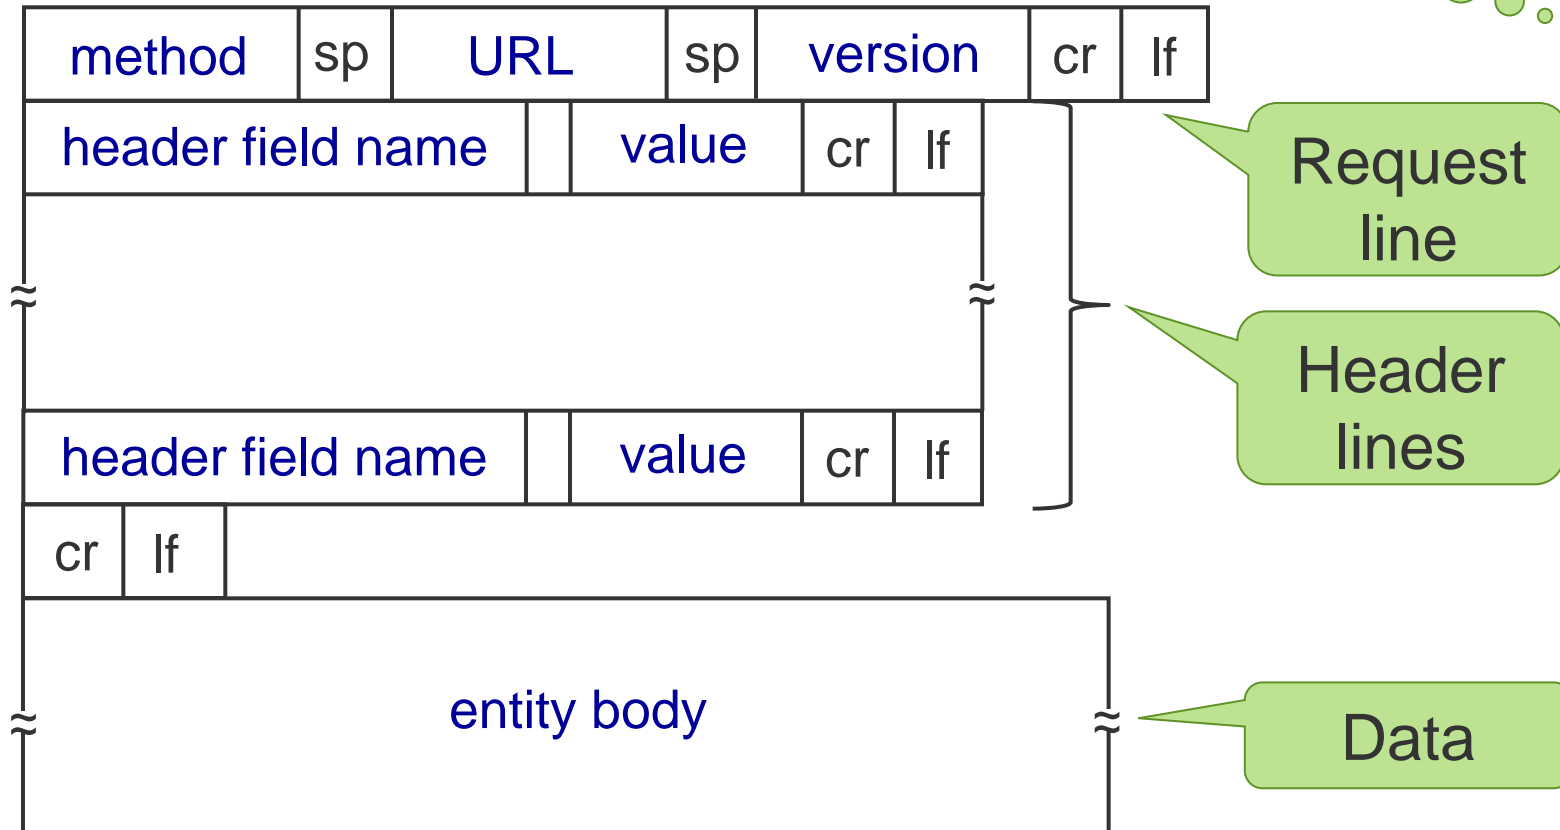 method sp URL sp version cr lf
header field name value cr lf
Request
line
≈ ≈
Header
lines
header field name value cr lf
cr lf
entity body
≈ ≈
Data